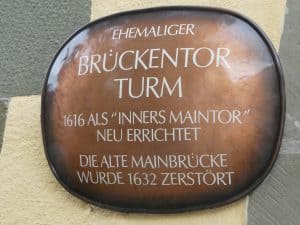 EHEMALIGER
BRÜCKENTOR
TURM
1616 ALS "INNERS MAINTOR"
NEU ERRICHTET
DIE ALTE MAINBRÜCKE
WURDE 1632 ZERSTÖRT